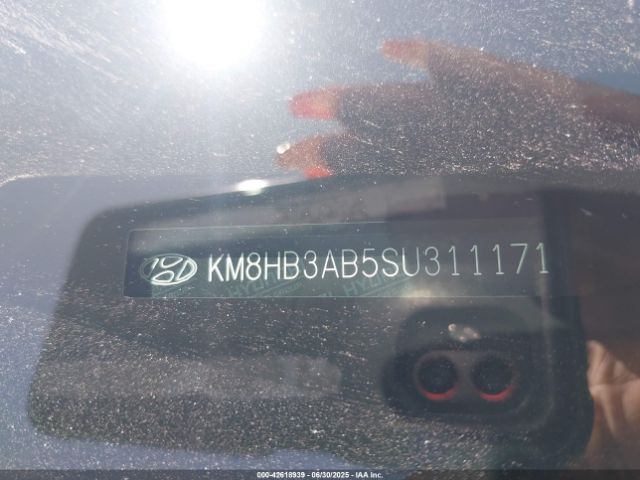 KM8HB3AB5SU311171
000-42618939 - 06/30/2025 - IAA Inc.